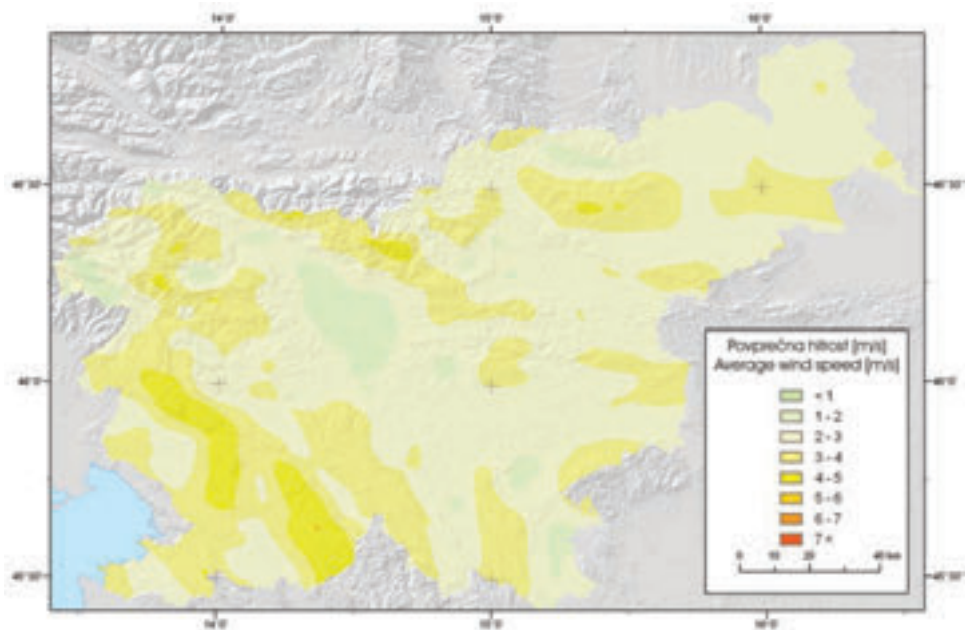 14°0'
15°0'
16°0'
46°30'
46°30'
46°0'
46°0'
45°30'
45°30'
14°0'
15°0'
16°0'
Povprečna hitrost [m/s]
Average wind speed [m/s]
< 1
1 - 2
2 - 3
3 - 4
4 - 5
5 - 6
6 - 7
7 <
0 10 20 40 km